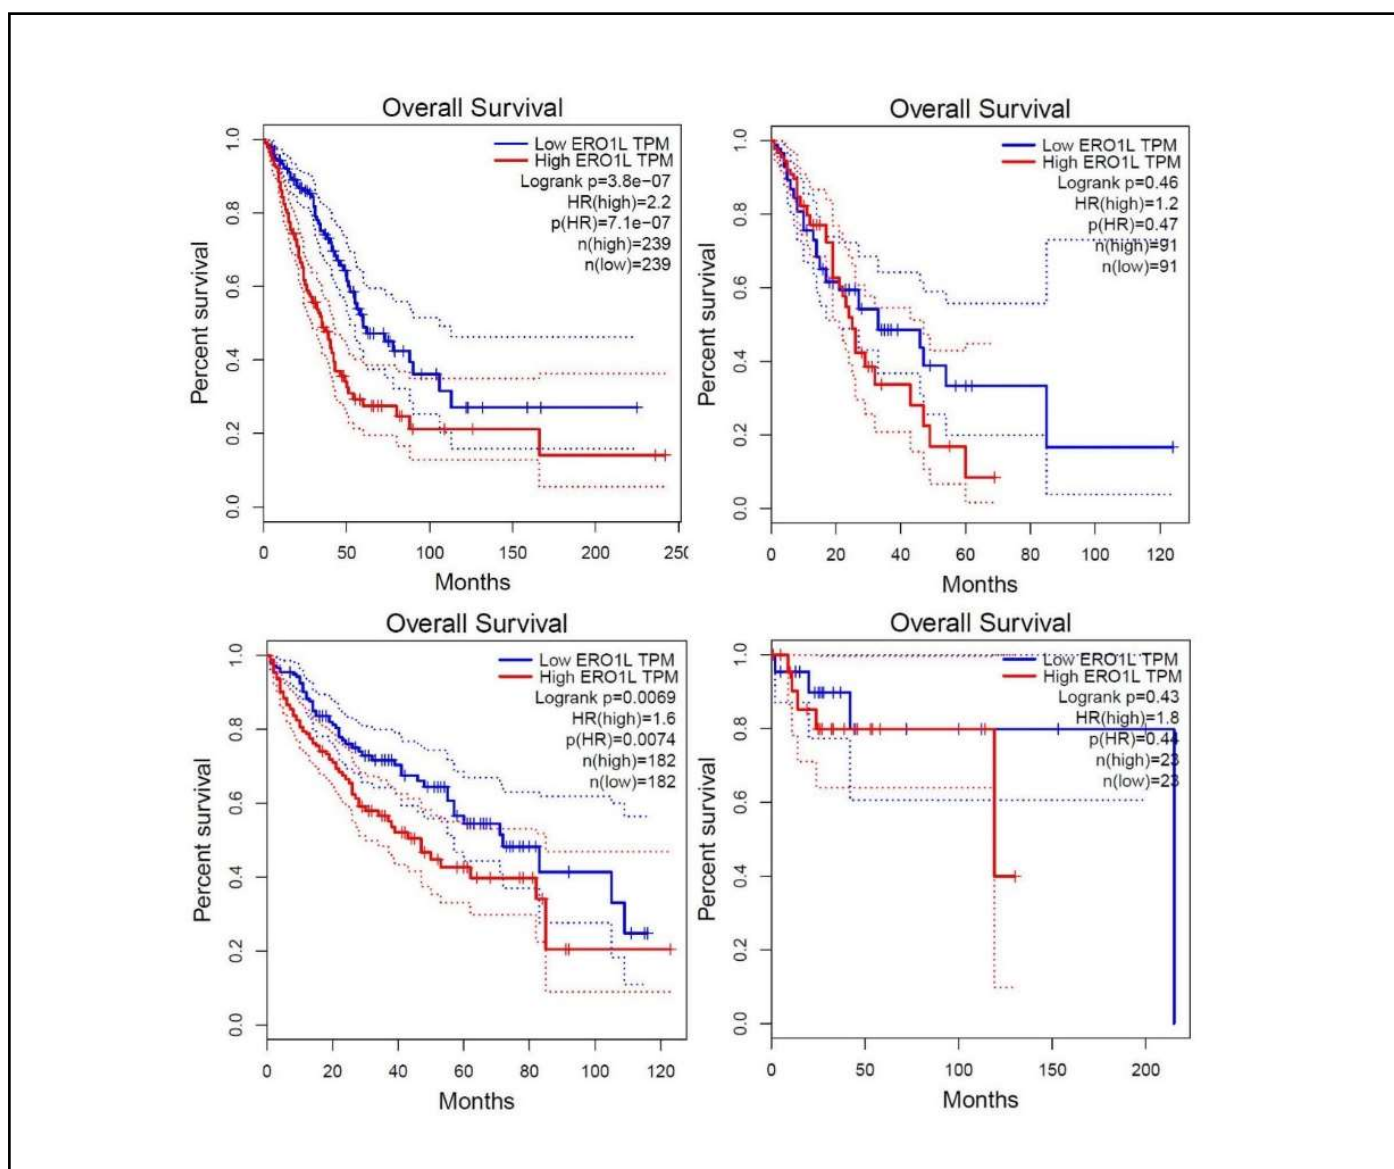 Overall Survival
Low ERO1L TPM
High ERO1L TPM
Logrank p=3.8e−07
HR(high)=2.2
p(HR)=7.1e−07
n(high)=239
n(low)=239
Percent survival
1.0
0.8
0.6
0.4
0.2
0.0
0 50 100 150 200 250
Months
Overall Survival
Low ERO1L TPM
High ERO1L TPM
Logrank p=0.46
HR(high)=1.2
p(HR)=0.47
n(high)=91
n(low)=91
Percent survival
1.0
0.8
0.6
0.4
0.2
0.0
0 20 40 60 80 100 120
Months
Overall Survival
Low ERO1L TPM
High ERO1L TPM
Logrank p=0.0069
HR(high)=1.6
p(HR)=0.0074
n(high)=182
n(low)=182
Percent survival
1.0
0.8
0.6
0.4
0.2
0.0
0 20 40 60 80 100 120
Months
Overall Survival
Low ERO1L TPM
High ERO1L TPM
Logrank p=0.43
HR(high)=1.8
p(HR)=0.44
n(high)=23
n(low)=23
Percent survival
1.0
0.8
0.6
0.4
0.2
0.0
0 50 100 150 200
Months